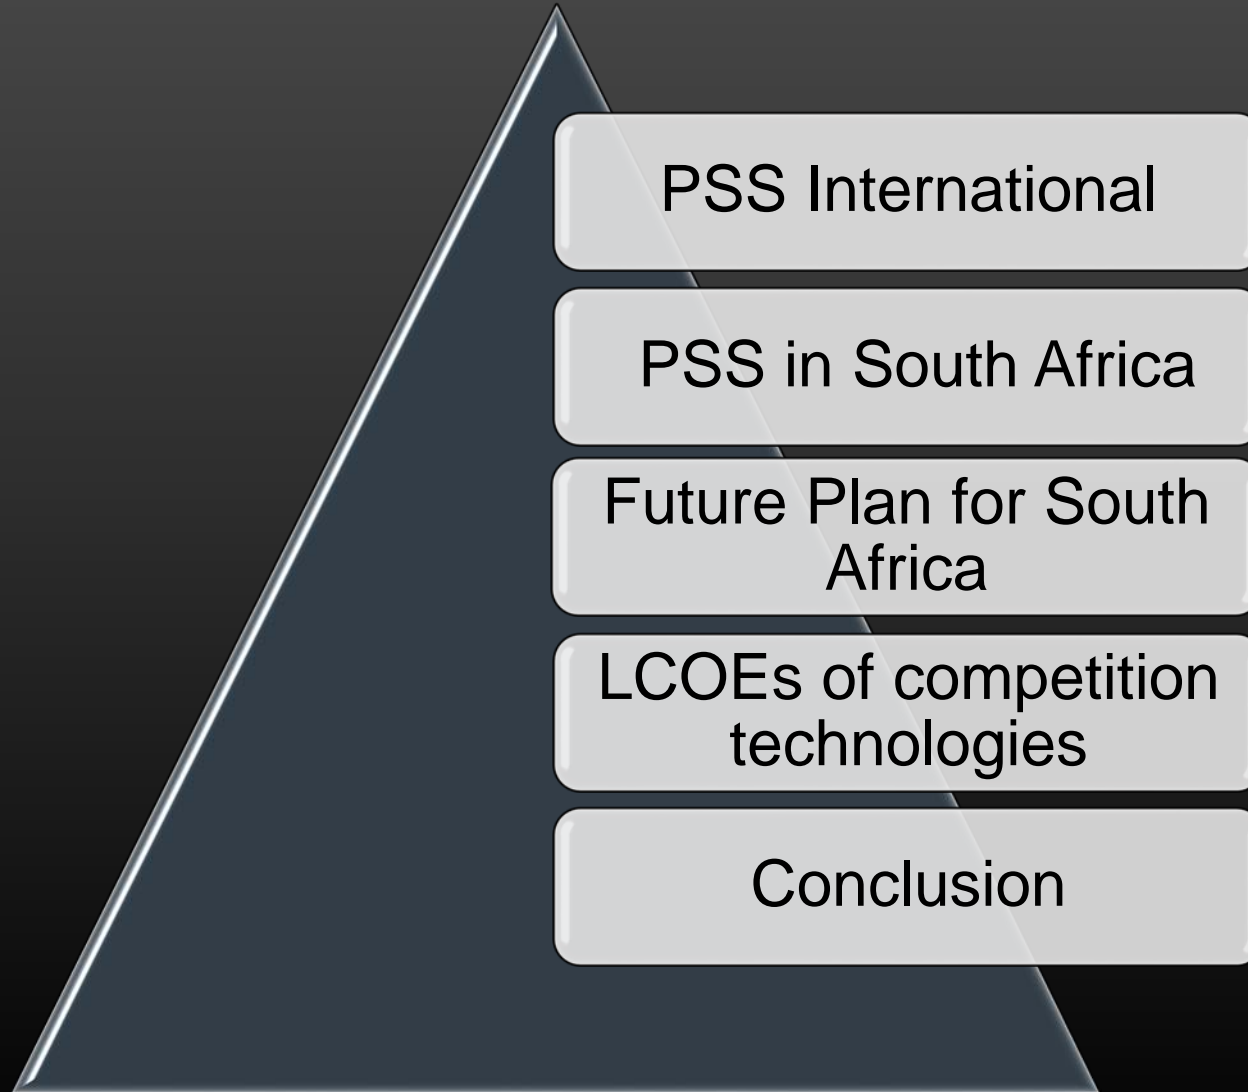 PSS International
PSS in South Africa
Future Plan for South
Africa
LCOEs of competition
technologies
Conclusion